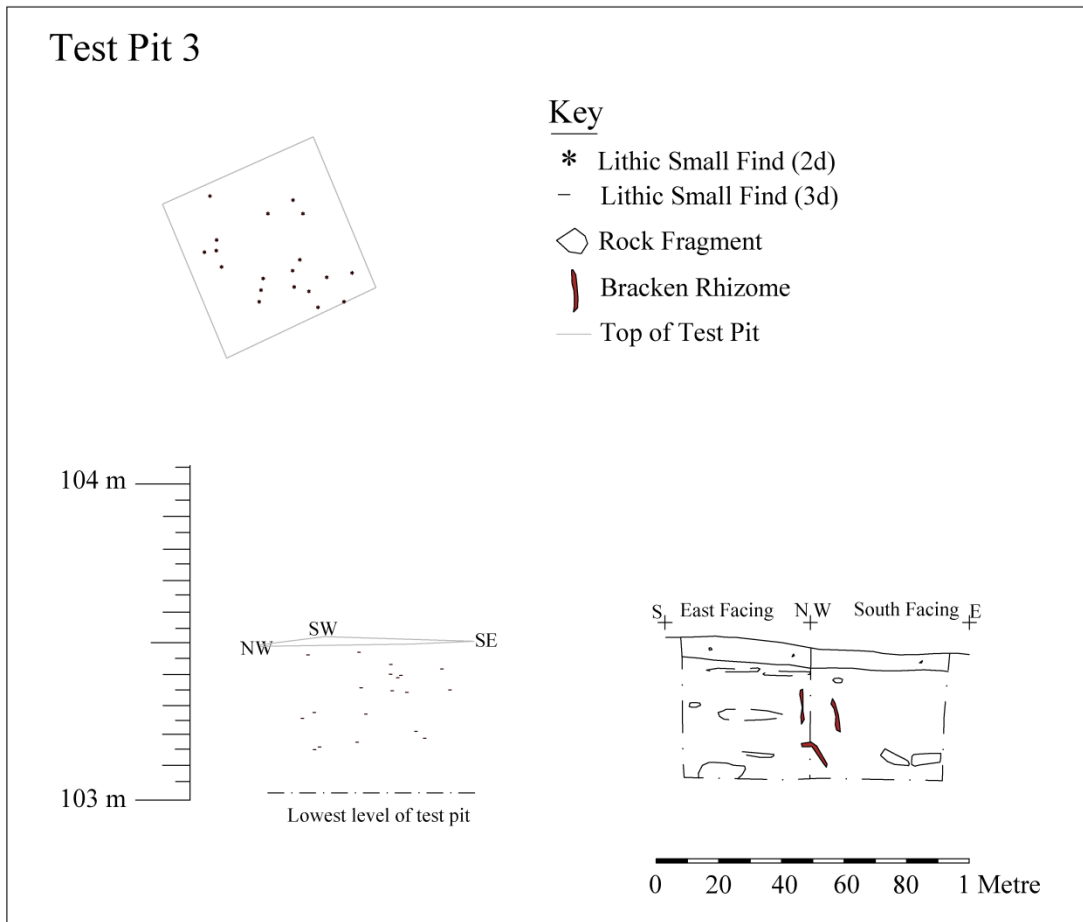 Test Pit 3
Key
* Lithic Small Find (2d)
– Lithic Small Find (3d)
Rock Fragment
Bracken Rhizome
Top of Test Pit
104 m
103 m
SW
NW
SE
Lowest level of test pit
S East Facing N W South Facing E
0 20 40 60 80 1 Metre